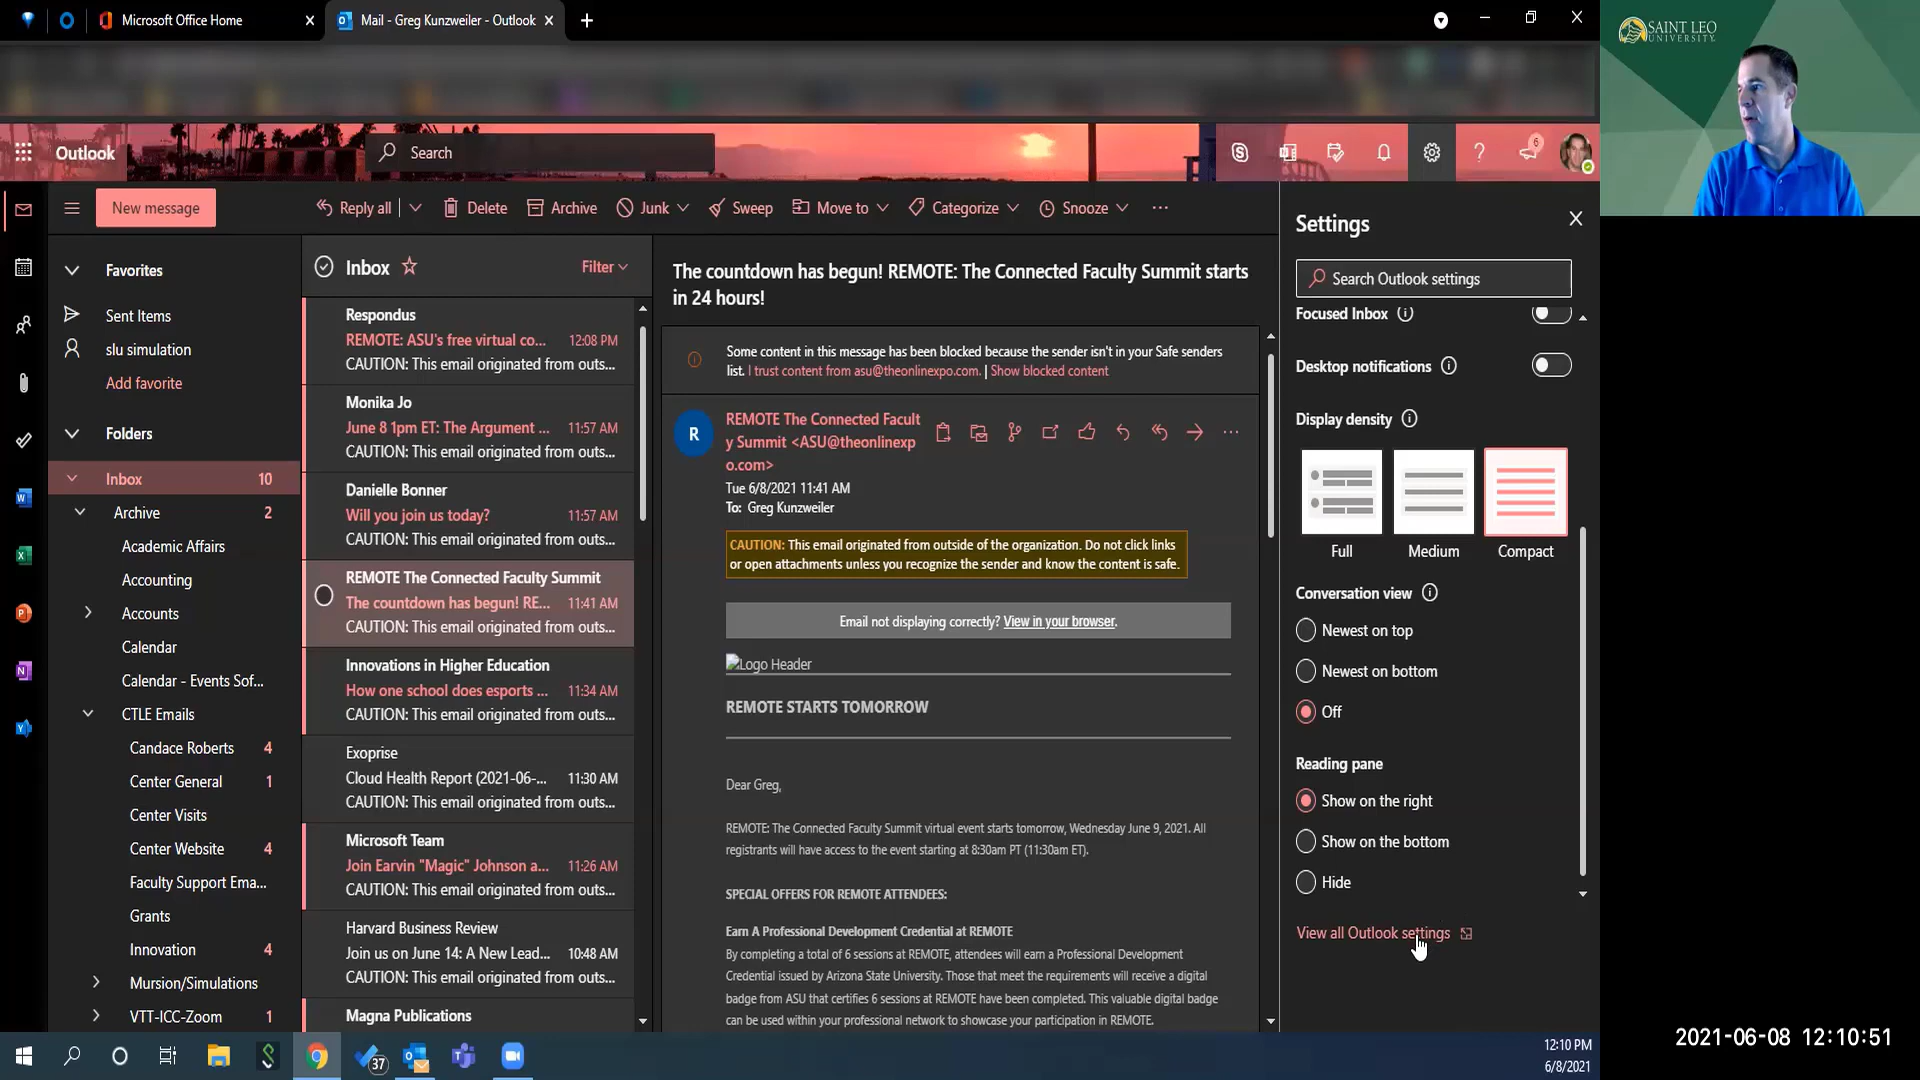 Microsoft Office Home
Mail - Greg Kunzweiler - Outlook
SAINT LEO
UNIVERSITY
Outlook
Search
6
New message
Reply all
Delete
Archive
Junk
Sweep
Move to
Categorize
Snooze
Favorites
Sent Items
slu simulation
Add favorite
Folders
Inbox 10
Archive 2
Academic Affairs
Accounting
Accounts
Calendar
Calendar - Events Sof...
CTLE Emails
Candace Roberts 4
Center General 1
Center Visits
Center Website 4
Faculty Support Ema...
Grants
Innovation 4
Mursion/Simulations
VTT-ICC-Zoom 1
Inbox
Filter
Respondus
REMOTE: ASU's free virtual co... 12:08 PM
CAUTION: This email originated from outs...
Monika Jo
June 8 1pm ET: The Argument ... 11:57 AM
CAUTION: This email originated from outs...
Danielle Bonner
Will you join us today? 11:57 AM
CAUTION: This email originated from outs...
REMOTE The Connected Faculty Summit
The countdown has begun! RE... 11:41 AM
CAUTION: This email originated from outs...
Innovations in Higher Education
How one school does esports ... 11:34 AM
CAUTION: This email originated from outs...
Exoprise
Cloud Health Report (2021-06-... 11:30 AM
CAUTION: This email originated from outs...
Microsoft Team
Join Earvin "Magic" Johnson a... 11:26 AM
CAUTION: This email originated from outs...
Harvard Business Review
Join us on June 14: A New Lead... 10:48 AM
CAUTION: This email originated from outs...
Magna Publications
The countdown has begun! REMOTE: The Connected Faculty Summit starts
in 24 hours!
Some content in this message has been blocked because the sender isn't in your Safe senders
list. I trust content from asu@theonlinexpo.com. | Show blocked content
R
REMOTE The Connected Facult
y Summit <ASU@theonlinexp
o.com>
Tue 6/8/2021 11:41 AM
To: Greg Kunzweiler
CAUTION: This email originated from outside of the organization. Do not click links
or open attachments unless you recognize the sender and know the content is safe.
Email not displaying correctly? View in your browser.
Logo Header
REMOTE STARTS TOMORROW
Dear Greg,
REMOTE: The Connected Faculty Summit virtual event starts tomorrow, Wednesday June 9, 2021. All
registrants will have access to the event starting at 8:30am PT (11:30am ET).
SPECIAL OFFERS FOR REMOTE ATTENDEES:
Earn A Professional Development Credential at REMOTE
By completing a total of 6 sessions at REMOTE, attendees will earn a Professional Development
Credential issued by Arizona State University. Those that meet the requirements will receive a digital
badge from ASU that certifies 6 sessions at REMOTE have been completed. This valuable digital badge
can be used within your professional network to showcase your participation in REMOTE.
Settings
Search Outlook settings
Focused Inbox
Desktop notifications
Display density
Full
Medium
Compact
Conversation view
Newest on top
Newest on bottom
Off
Reading pane
Show on the right
Show on the bottom
Hide
View all Outlook settings
37
12:10 PM
6/8/2021
2021-06-08 12:10:51